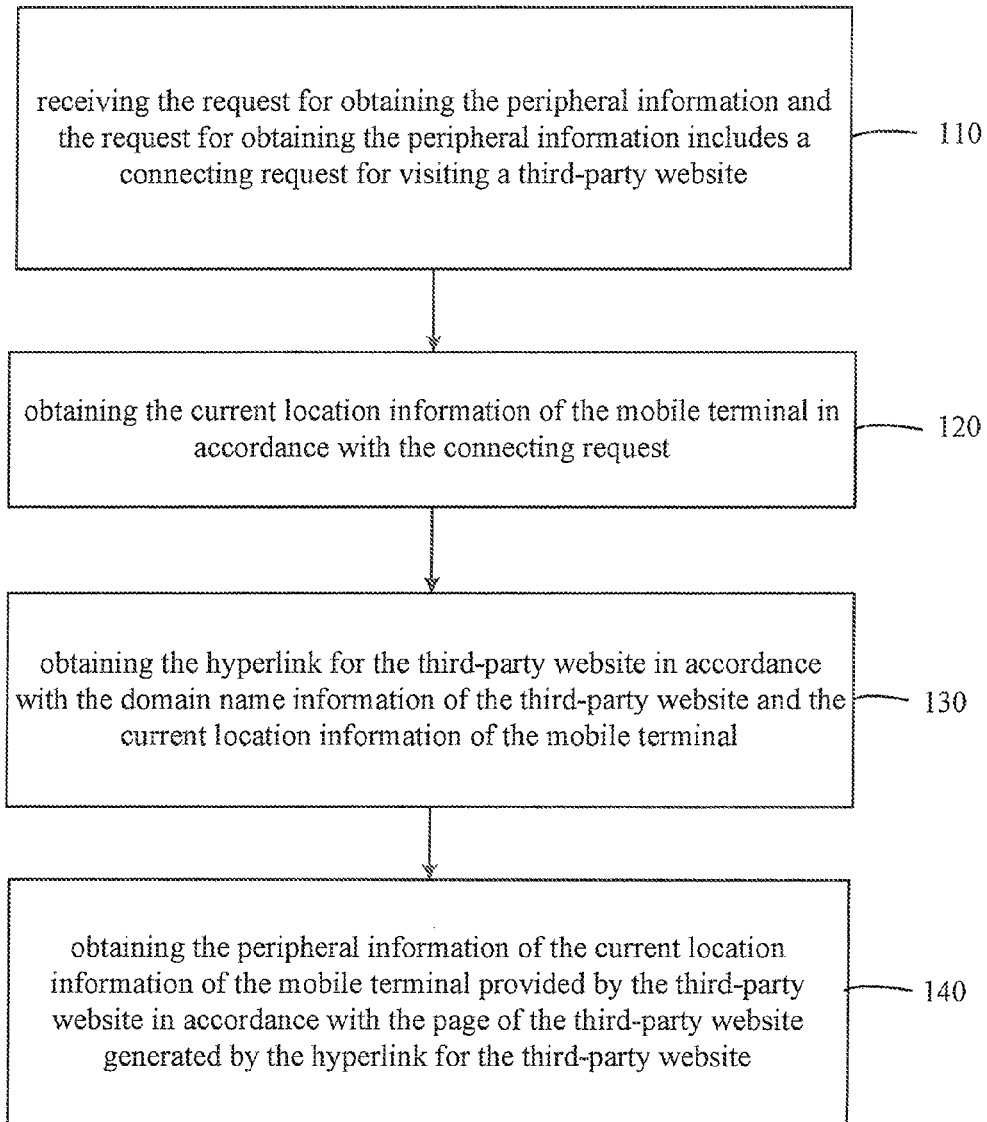 receiving the request for obtaining the peripheral information and
the request for obtaining the peripheral information includes a
connecting request for visiting a third-party website
110
obtaining the current location information of the mobile terminal in
accordance with the connecting request
120
obtaining the hyperlink for the third-party website in accordance
with the domain name information of the third-party website and the
current location information of the mobile terminal
130
obtaining the peripheral information of the current location
information of the mobile terminal provided by the third-party
website in accordance with the page of the third-party website
generated by the hyperlink for the third-party website
140